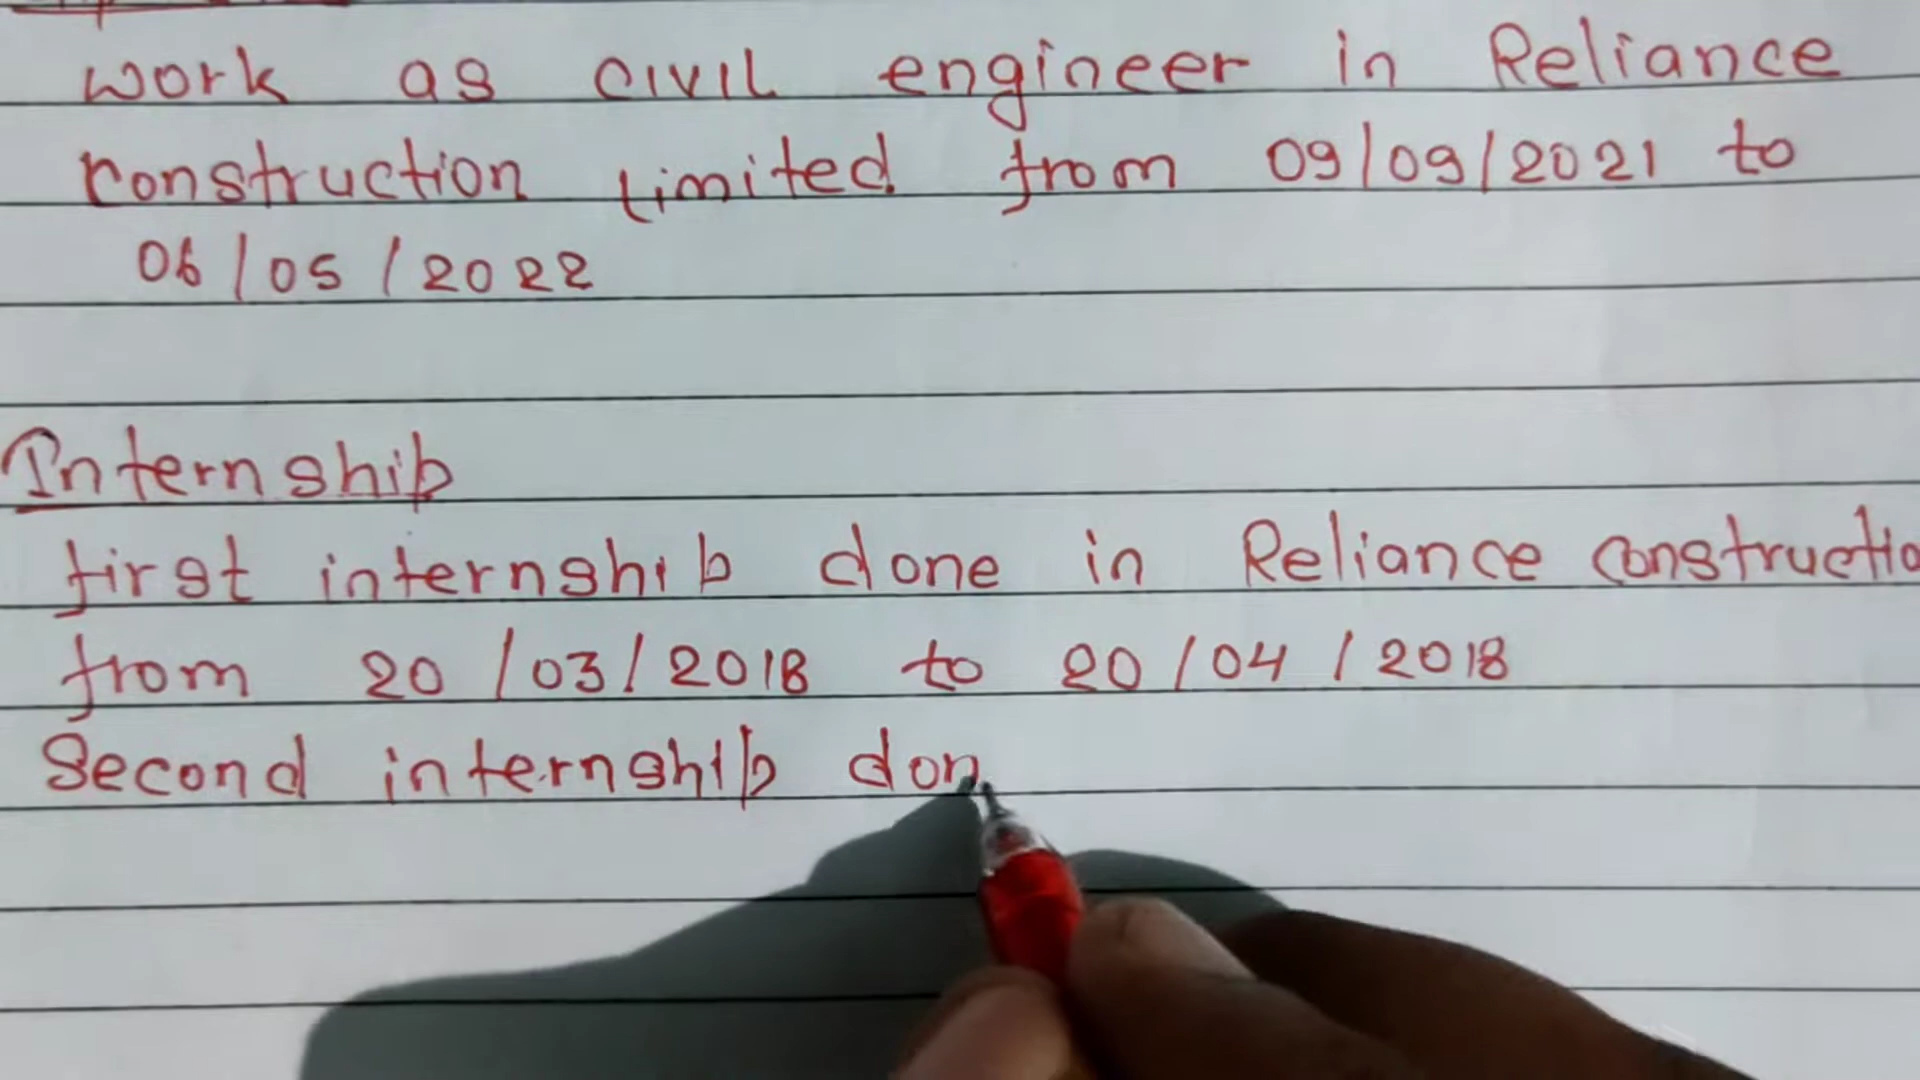 work as civil engineer in Reliance
construction Limited from 09/09/2021 to
06/05/2022
Internship
first internship done in Reliance constructio
from 20/03/2018 to 20/04/2018
Second internship don